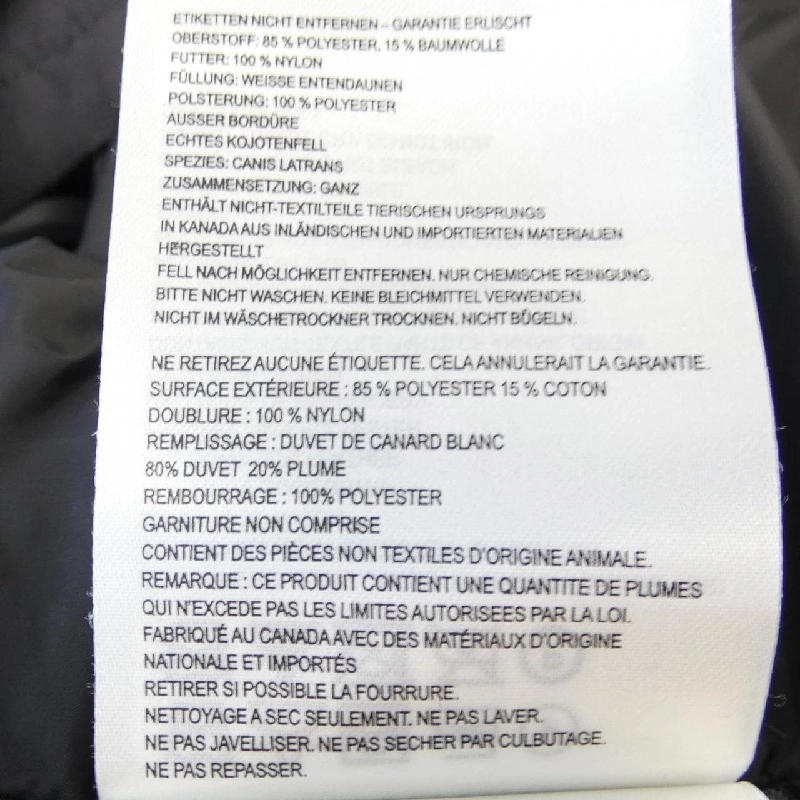 ETIKETTEN NICHT ENTFERNEN – GARANTIE ERLISCHT
OBERSTOFF: 85 % POLYESTER, 15 % BAUMWOLLE
FUTTER: 100 % NYLON
FÜLLUNG: WEISSE ENTENDAUNEN
POLSTERUNG: 100 % POLYESTER
AUSSER BORDÜRE
ECHTES KOJOTENFELL
SPEZIES: CANIS LATRANS
ZUSAMMENSETZUNG: GANZ
ENTHÄLT NICHT-TEXTILTEILE TIERISCHEN URSPRUNGS
IN KANADA AUS INLÄNDISCHEN UND IMPORTIERTEN MATERIALIEN
HERGESTELLT
FELL NACH MÖGLICHKEIT ENTFERNEN. NUR CHEMISCHE REINIGUNG.
BITTE NICHT WASCHEN. KEINE BLEICHMITTEL VERWENDEN.
NICHT IM WÄSCHETROCKNER TROCKNEN. NICHT BÜGELN.
NE RETIREZ AUCUNE ÉTIQUETTE. CELA ANNULERAIT LA GARANTIE.
SURFACE EXTÉRIEURE : 85 % POLYESTER 15 % COTON
DOUBLURE : 100 % NYLON
REMPLISSAGE : DUVET DE CANARD BLANC
80% DUVET 20% PLUME
REMBOURRAGE : 100% POLYESTER
GARNITURE NON COMPRISE
CONTIENT DES PIÈCES NON TEXTILES D'ORIGINE ANIMALE.
REMARQUE : CE PRODUIT CONTIENT UNE QUANTITE DE PLUMES
QUI N'EXCEDE PAS LES LIMITES AUTORISEES PAR LA LOI.
FABRIQUÉ AU CANADA AVEC DES MATÉRIAUX D'ORIGINE
NATIONALE ET IMPORTÉS
RETIRER SI POSSIBLE LA FOURRURE.
NETTOYAGE A SEC SEULEMENT. NE PAS LAVER.
NE PAS JAVELLISER. NE PAS SECHER PAR CULBUTAGE.
NE PAS REPASSER.